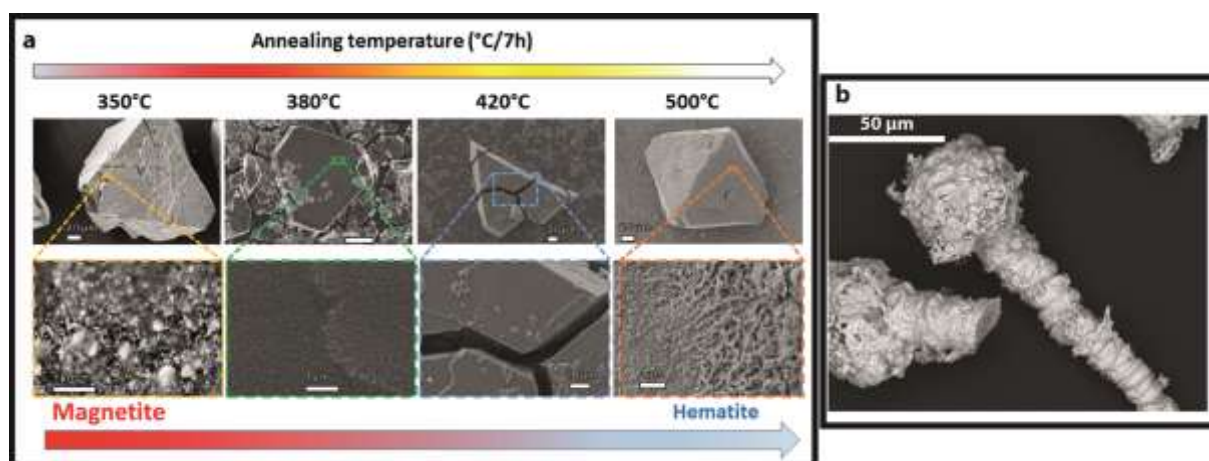 a
Annealing temperature (°C/7h)
350°C 380°C 420°C 500°C
Magnetite
Hematite
b
50 µm